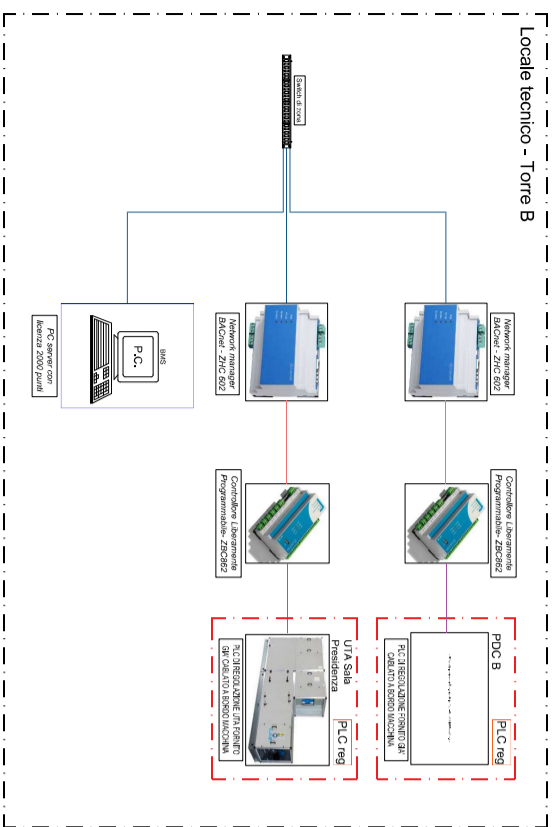 Locale tecnico - Torre B
Switch di zona
Network manager
BACnet - ZHC 602
Controllore Liberamente
Programmabile- ZBC862
PDC B
PLC reg
PLC DI REGOLAZIONE FORNITO GIA'
CABLATO A BORDO MACCHINA
Network manager
BACnet - ZHC 602
Controllore Liberamente
Programmabile- ZBC862
UTA Sala
Presidenza
PLC reg
PLC DI REGOLAZIONE UTA FORNITO
GIA' CABLATO A BORDO MACCHINA
BMS
P.C.
PC server con
licenza 2000 punti